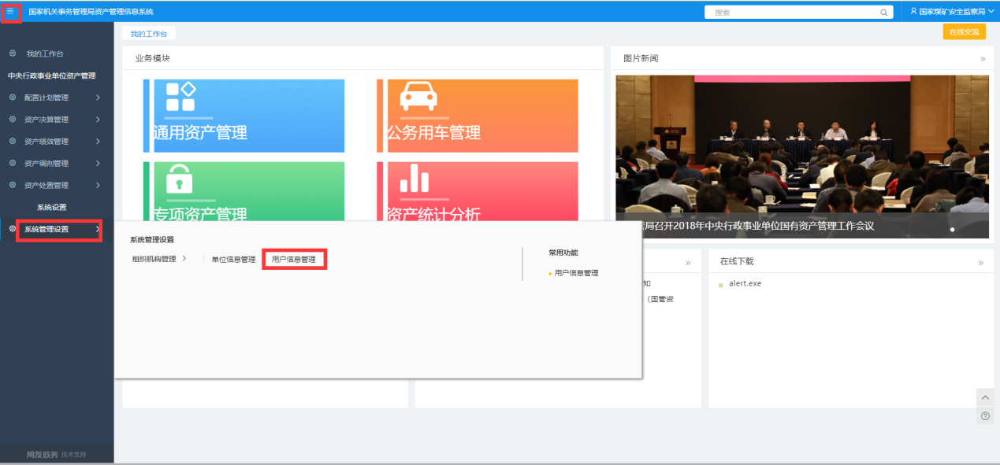 国家机关事务管理局资产管理信息系统
搜索
国家煤矿安全监察局
我的工作台
在线交流
我的工作台
中央行政事业单位资产管理
配置计划管理
资产决算管理
资产绩效管理
资产调剂管理
资产处置管理
系统设置
系统管理设置
业务模块
通用资产管理
公务用车管理
专项资产管理
资产统计分析
图片新闻
局召开2018年中央行政事业单位国有资产管理工作会议
系统管理设置
组织机构管理
单位信息管理
用户信息管理
常用功能
用户信息管理
知
（国管资
在线下载
alert.exe
用友政务 技术支持